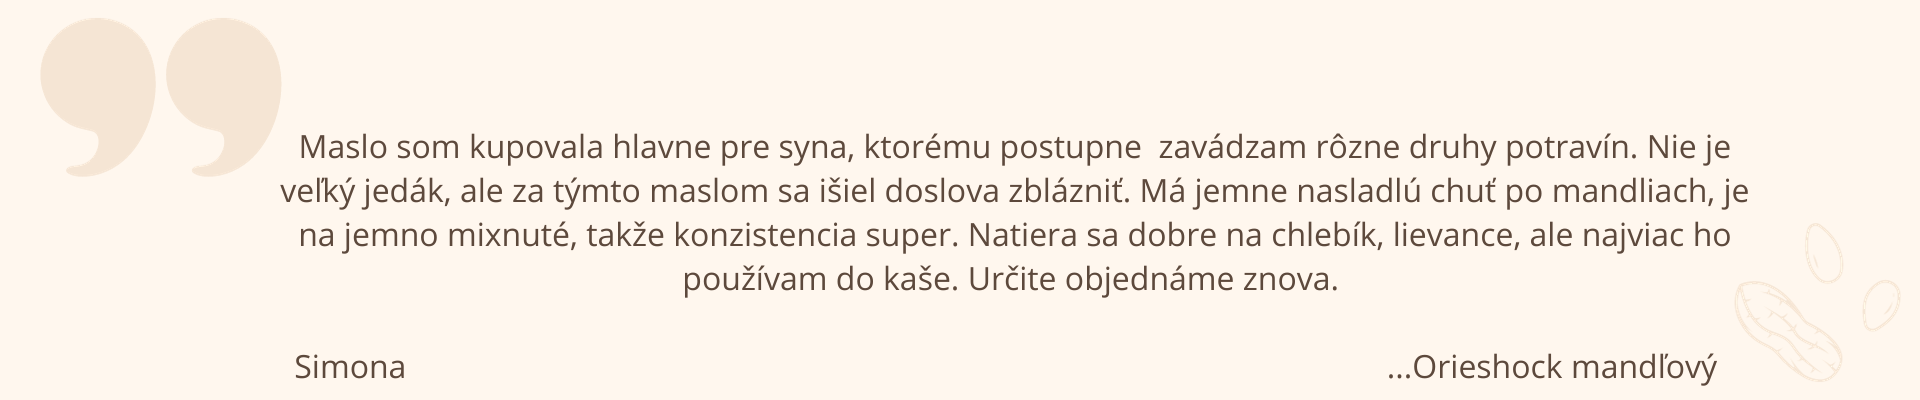 Maslo som kupovala hlavne pre syna, ktorému postupne  zavádzam rôzne druhy potravín. Nie je
veľký jedák, ale za týmto maslom sa išiel doslova zblázniť. Má jemne nasladlú chuť po mandliach, je
na jemno mixnuté, takže konzistencia super. Natiera sa dobre na chlebík, lievance, ale najviac ho
používam do kaše. Určite objednáme znova.
Simona
...Orieshock mandľový